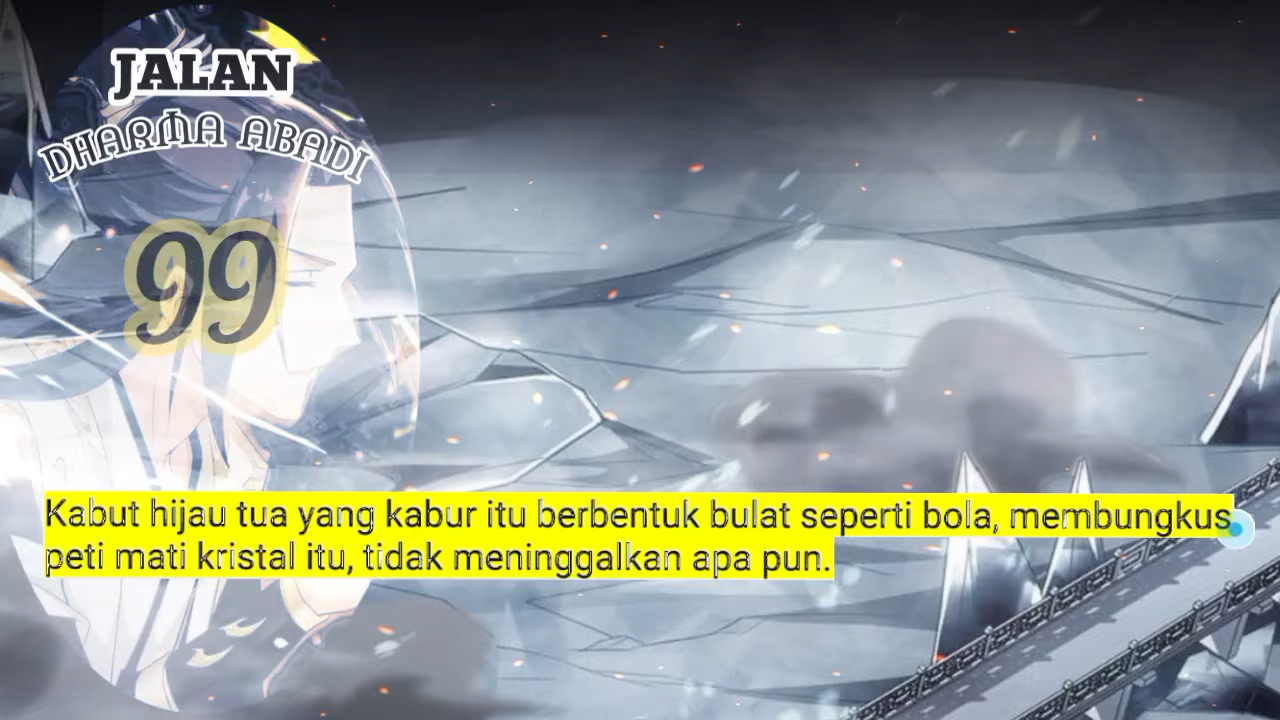 JALAN
DHARMA ABADI
99
Kabut hijau tua yang kabur itu berbentuk bulat seperti bola, membungkus
peti mati kristal itu, tidak meninggalkan apa pun.